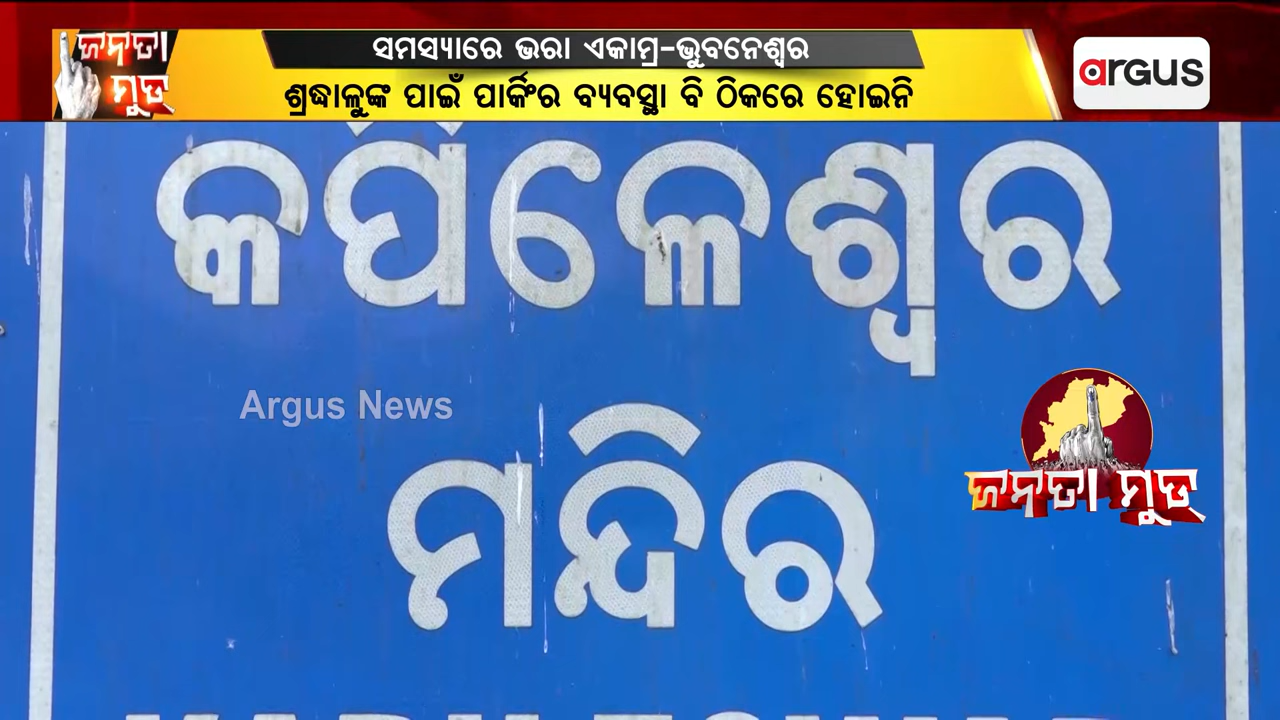 ଜନତା
ମୁଡ୍
ସମସ୍ୟାରେ ଭରା ଏକାମ୍ର-ଭୁବନେଶ୍ୱର
ଶ୍ରଦ୍ଧାଳୁଙ୍କ ପାଇଁ ପାର୍କିଂର ବ୍ୟବସ୍ଥା ବି ଠିକରେ ହୋଇନି
argus
କପିଳେଶ୍ୱର
Argus News
ମନ୍ଦିର
ଜନତା ମୁଡ୍